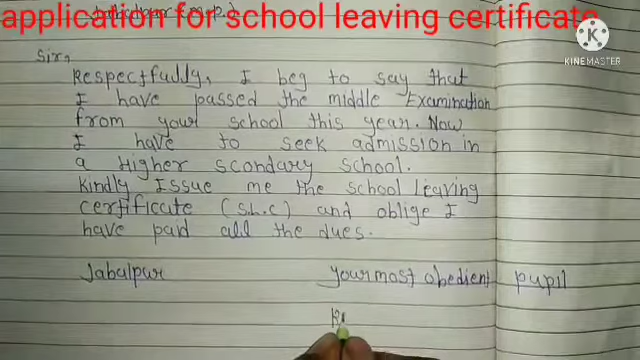 application for school leaving certificate
Jabalpur (M.P.)
KINEMASTER
Sir,
Respectfully, I beg to say that
I have passed the middle Examination
from your school this year. Now
I have to seek admission in
a Higher scondary school.
Kindly Issue me the school Leaving
certificate (S.L.C) and oblige I
have paid all the dues.
Jabalpur
your most obedient pupil